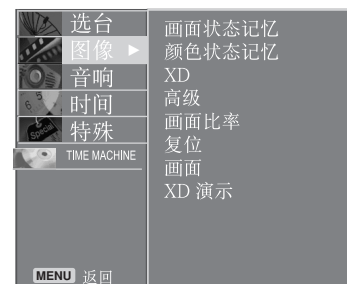 选台
图像 ►
音响
时间
特殊
TIME MACHINE
MENU 返回
画面状态记忆
颜色状态记忆
XD
高级
画面比率
复位
画面
XD 演示